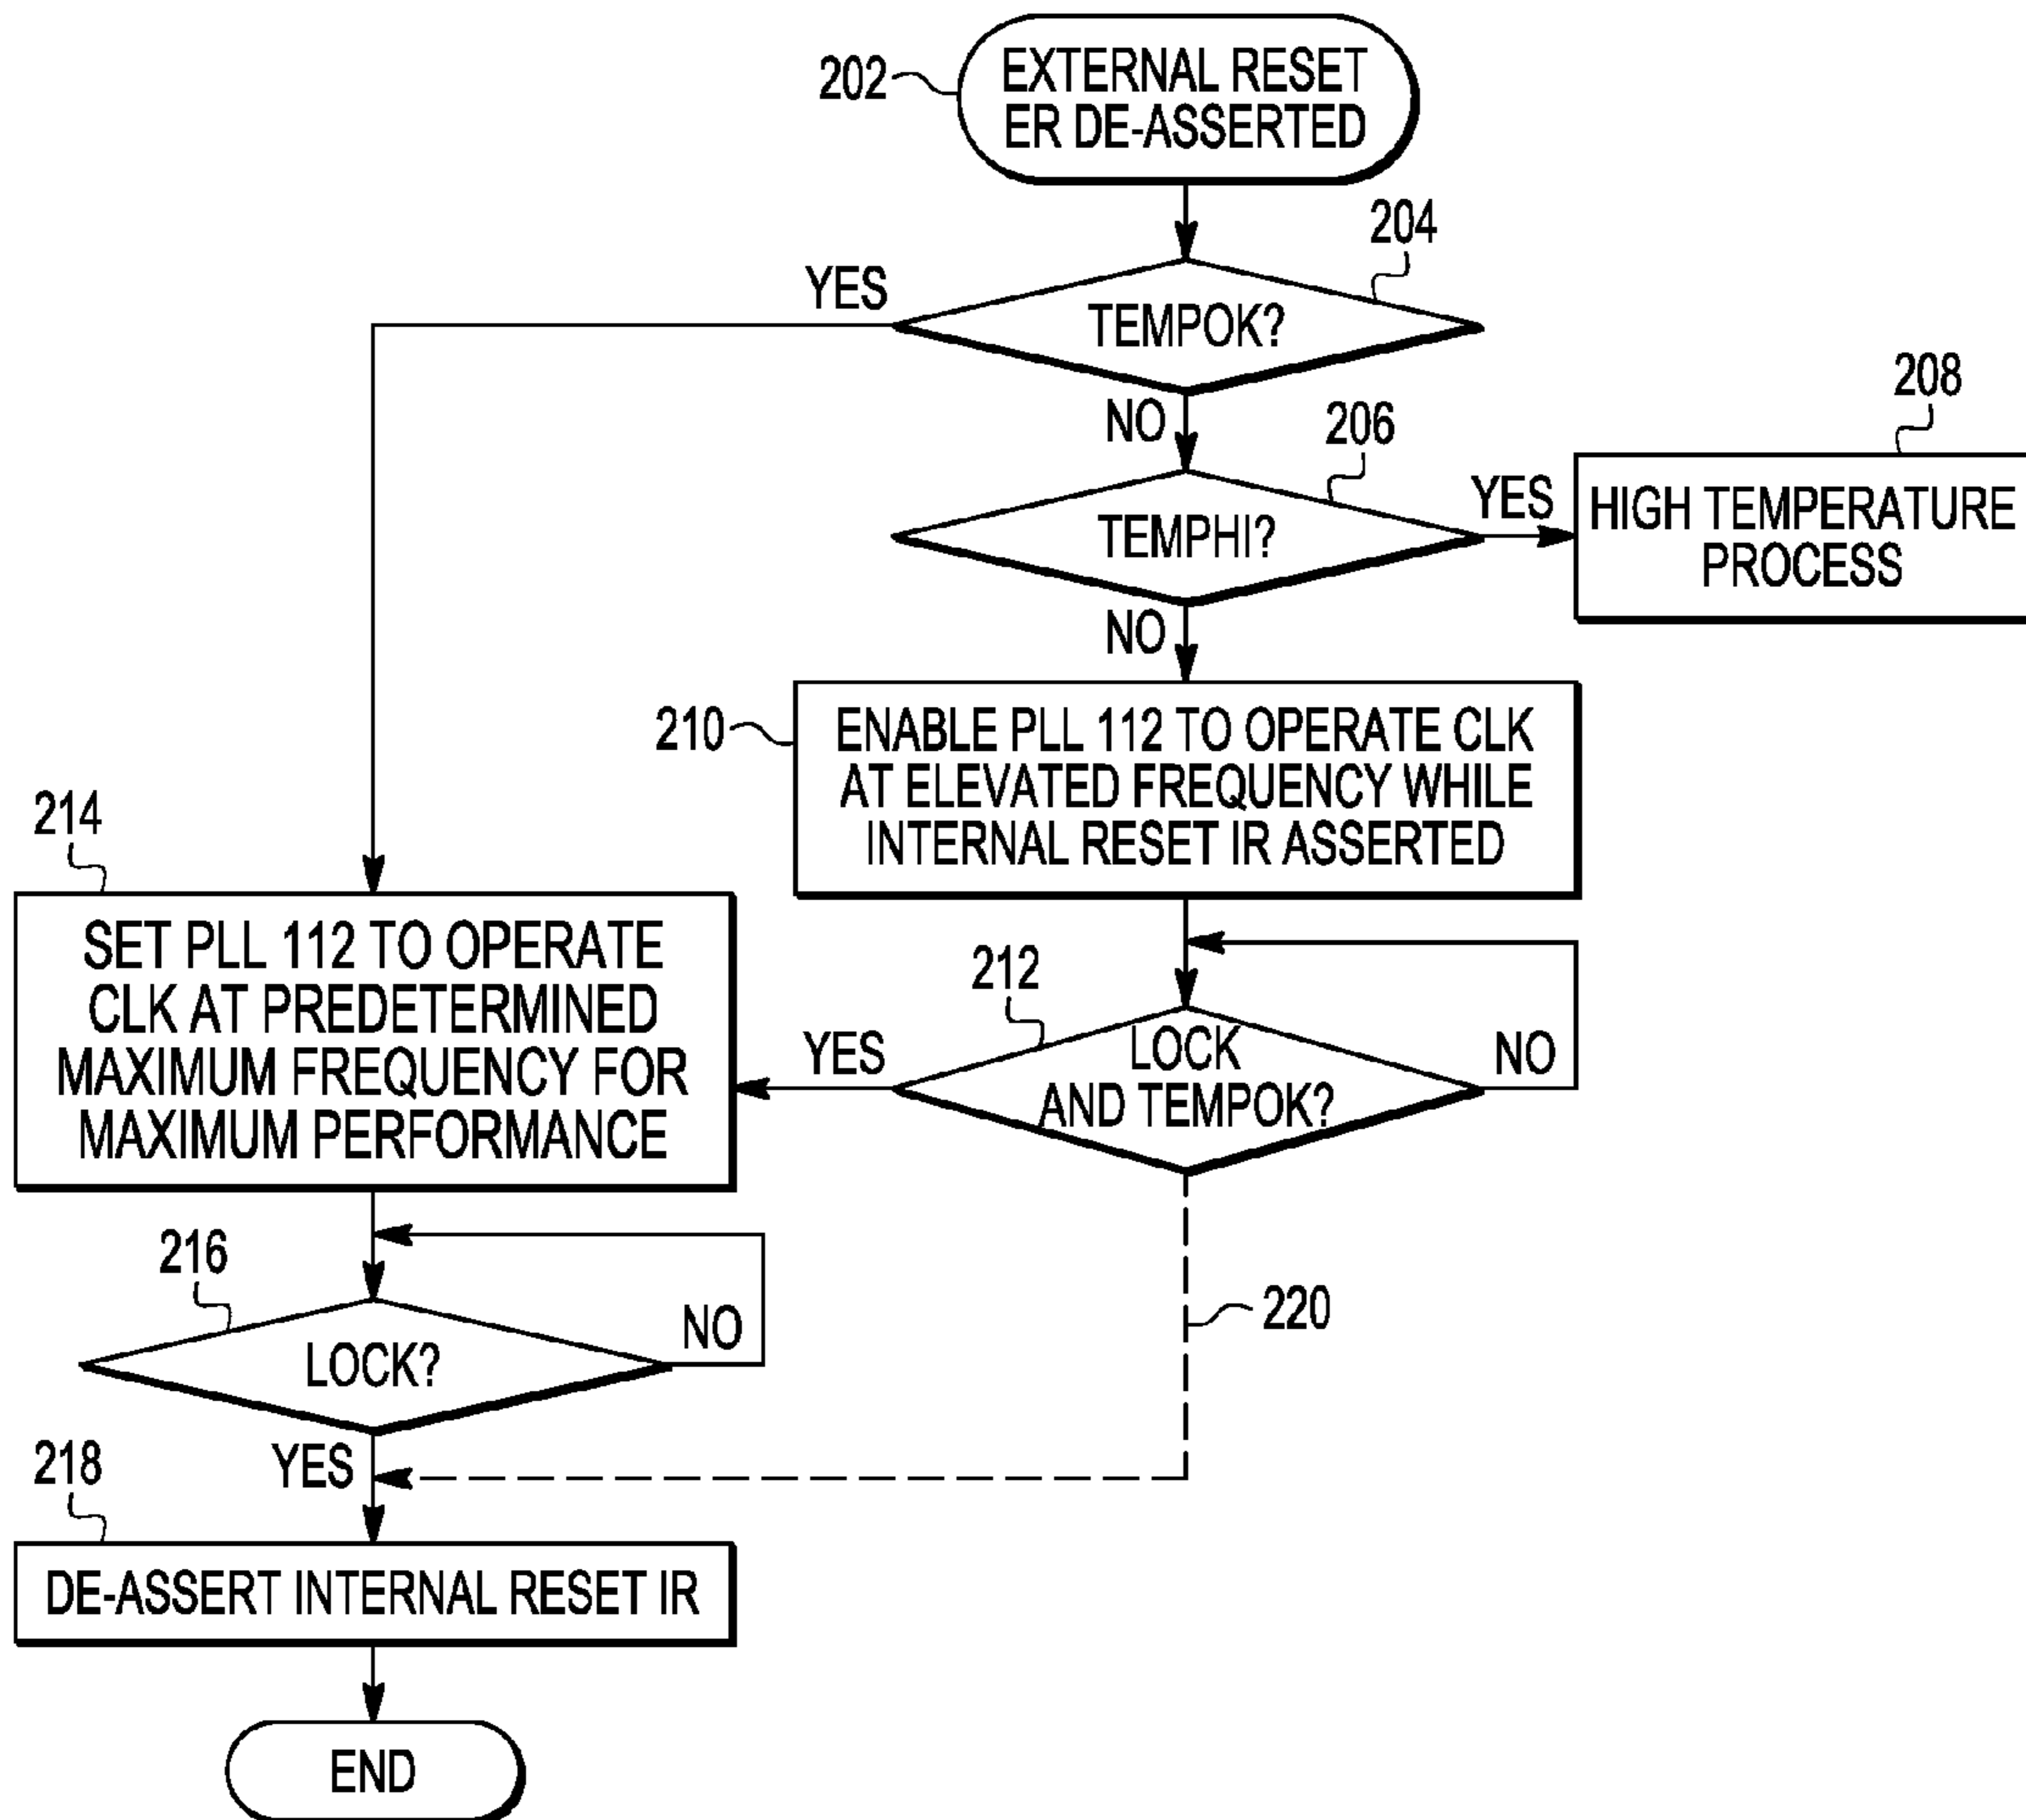 202
EXTERNAL RESET
ER DE-ASSERTED
204
YES
TEMPOK?
NO
206
208
TEMPHI?
YES
HIGH TEMPERATURE
PROCESS
NO
210
ENABLE PLL 112 TO OPERATE CLK
AT ELEVATED FREQUENCY WHILE
INTERNAL RESET IR ASSERTED
214
SET PLL 112 TO OPERATE
CLK AT PREDETERMINED
MAXIMUM FREQUENCY FOR
MAXIMUM PERFORMANCE
212
YES
LOCK
AND TEMPOK?
NO
216
LOCK?
NO
220
YES
218
DE-ASSERT INTERNAL RESET IR
END